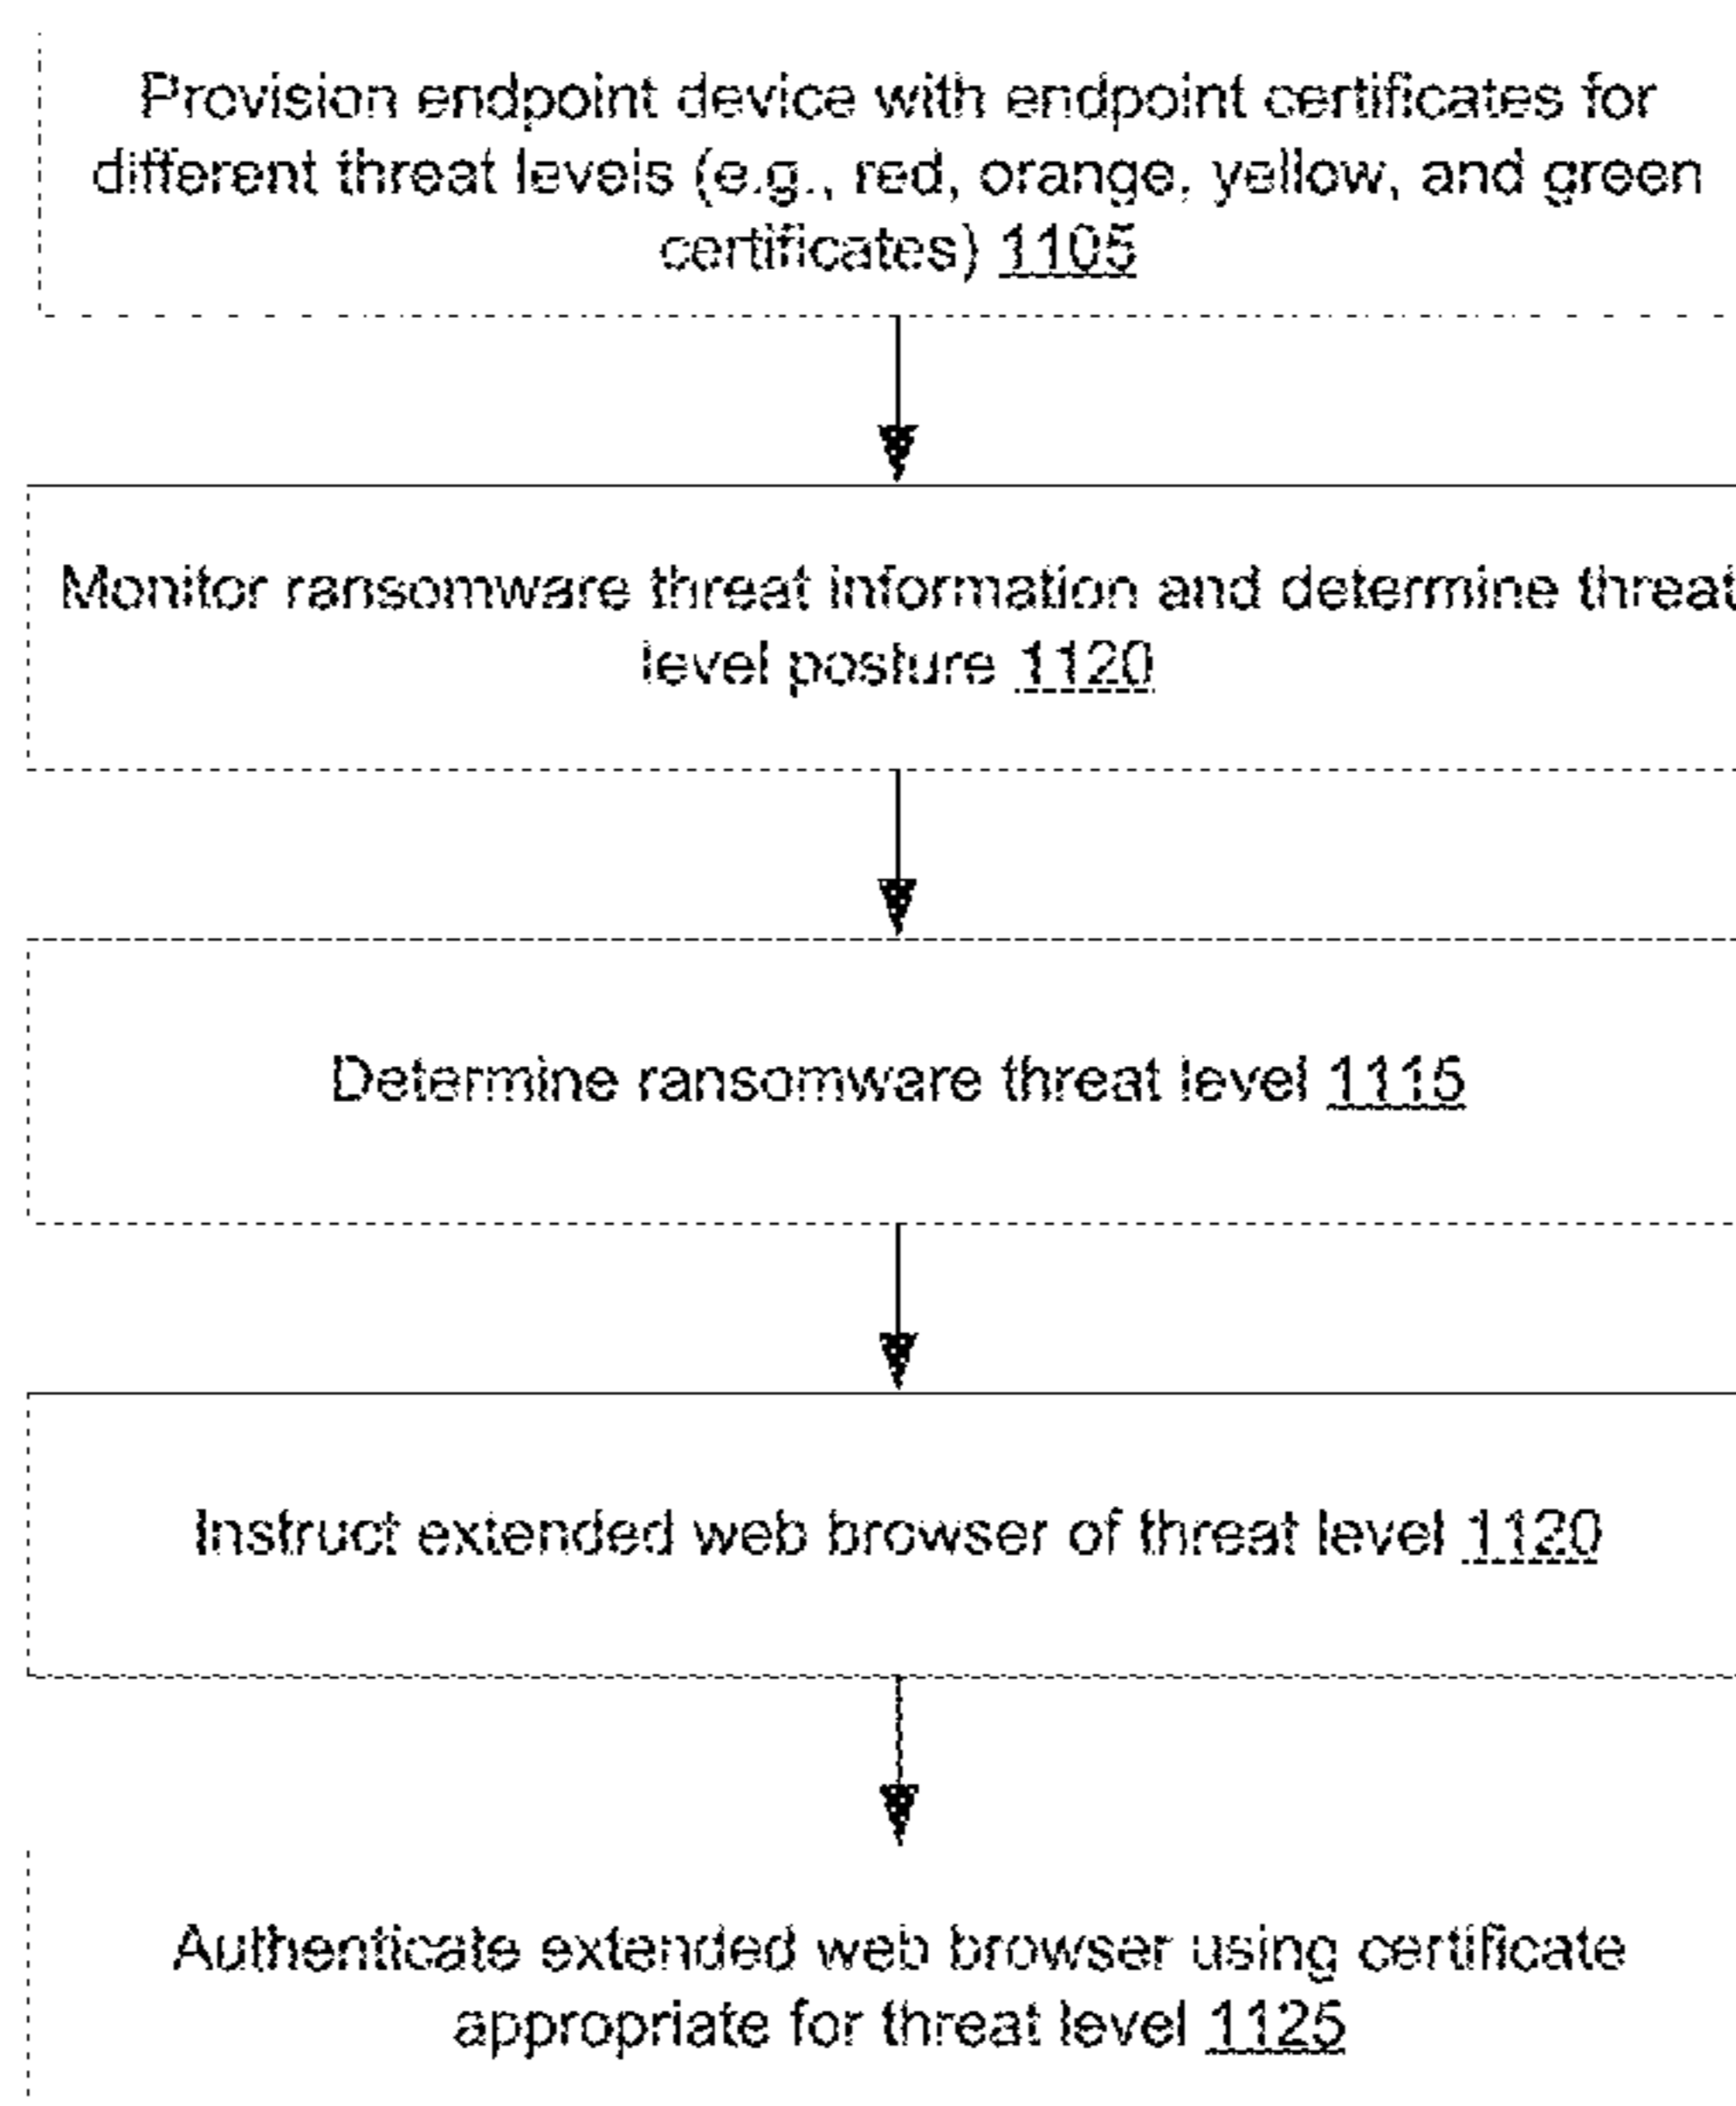 Provision endpoint device with endpoint certificates for
different threat levels (e.g., red, orange, yellow, and green
certificates) 1105
Monitor ransomware threat information and determine threat
level posture 1120
Determine ransomware threat level 1115
Instruct extended web browser of threat level 1120
Authenticate extended web browser using certificate
appropriate for threat level 1125